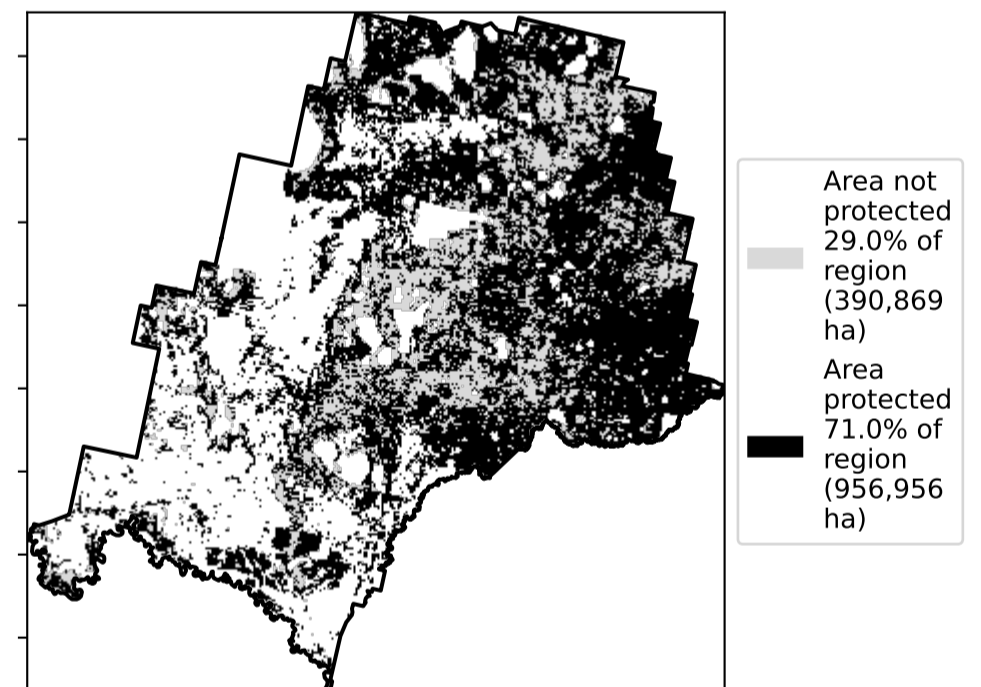 Area not
protected
29.0% of
region
(390,869
ha)
Area
protected
71.0% of
region
(956,956
ha)